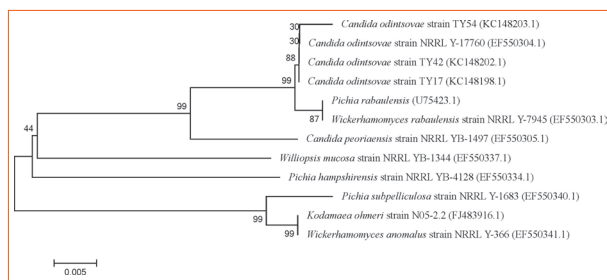 30
Candida odintsovae strain TY54 (KC148203.1)
30
Candida odintsovae strain NRRL Y-17760 (EF550304.1)
88
Candida odintsovae strain TY42 (KC148202.1)
99
Candida odintsovae strain TY17 (KC148198.1)
Pichia rabaulensis (U75423.1)
99
87
Wickerhamomyces rabaulensis strain NRRL Y-7945 (EF550303.1)
44
Candida peoriaensis strain NRRL YB-1497 (EF550305.1)
Williopsis mucosa strain NRRL YB-1344 (EF550337.1)
Pichia hampshirensis strain NRRL YB-4128 (EF550334.1)
Pichia subpelliculosa strain NRRL Y-1683 (EF550340.1)
99
Kodamaea ohmeri strain N05-2.2 (FJ483916.1)
99
Wickerhamomyces anomalus strain NRRL Y-366 (EF550341.1)
0.005